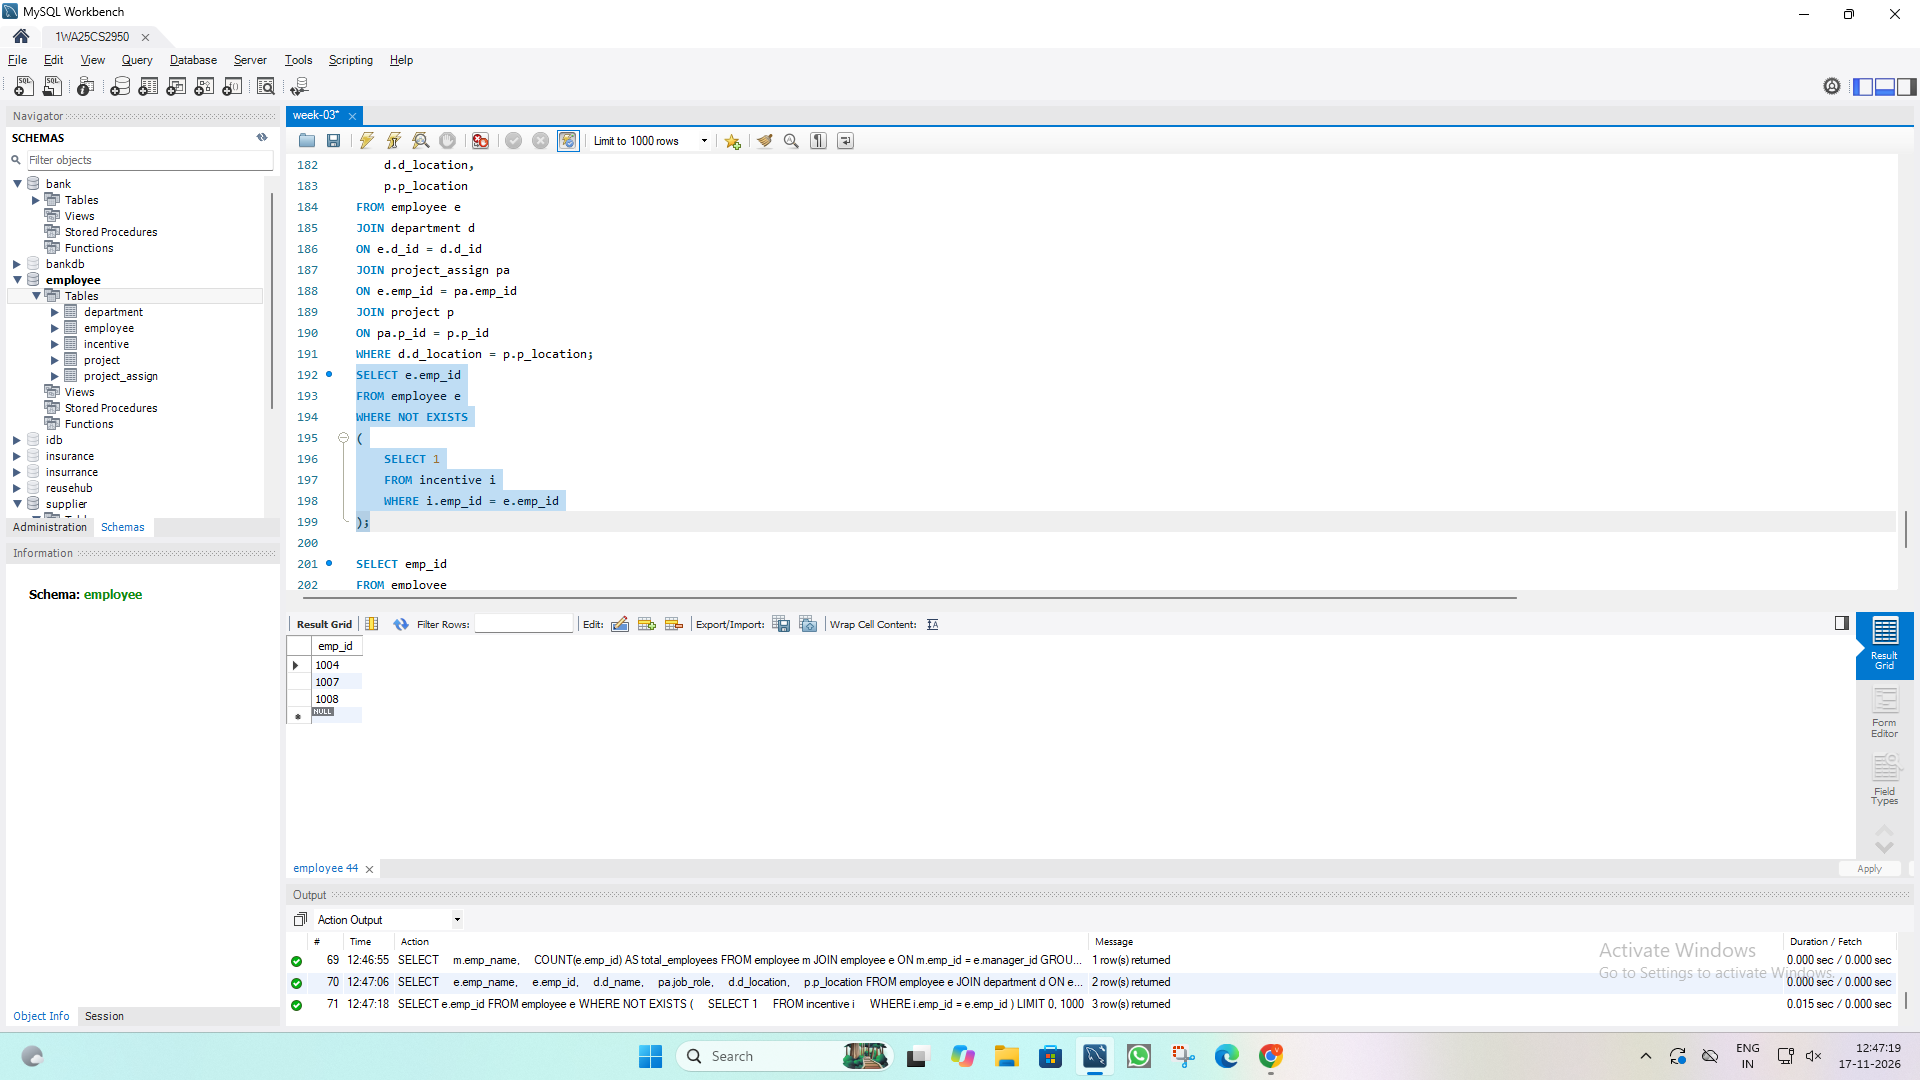 MySQL Workbench
1WA25CS2950
File Edit View Query Database Server Tools Scripting Help
Navigator
SCHEMAS
Filter objects
bank
Tables
Views
Stored Procedures
Functions
bankdb
employee
Tables
department
employee
incentive
project
project_assign
Views
Stored Procedures
Functions
idb
insurance
insurrance
reusehub
supplier
Administration Schemas
Information
Schema: employee
Object Info Session
week-03*
Limit to 1000 rows
182 d.d_location,
183 p.p_location
184 FROM employee e
185 JOIN department d
186 ON e.d_id = d.d_id
187 JOIN project_assign pa
188 ON e.emp_id = pa.emp_id
189 JOIN project p
190 ON pa.p_id = p.p_id
191 WHERE d.d_location = p.p_location;
192 SELECT e.emp_id
193 FROM employee e
194 WHERE NOT EXISTS
195 (
196 SELECT 1
197 FROM incentive i
198 WHERE i.emp_id = e.emp_id
199 );
200
201 SELECT emp_id
202 FROM employee
Result Grid Filter Rows: Edit: Export/Import: Wrap Cell Content:
emp_id
1004
1007
1008
NULL
Result Grid
Form Editor
Field Types
employee 44
Apply
Output
Action Output
# Time Action Message Duration / Fetch
69 12:46:55 SELECT m.emp_name, COUNT(e.emp_id) AS total_employees FROM employee m JOIN employee e ON m.emp_id = e.manager_id GROU... 1 row(s) returned 0.000 sec / 0.000 sec
70 12:47:06 SELECT e.emp_name, e.emp_id, d.d_name, pa.job_role, d.d_location, p.p_location FROM employee e JOIN department d ON e... 2 row(s) returned 0.000 sec / 0.000 sec
71 12:47:18 SELECT e.emp_id FROM employee e WHERE NOT EXISTS ( SELECT 1 FROM incentive i WHERE i.emp_id = e.emp_id ) LIMIT 0, 1000 3 row(s) returned 0.015 sec / 0.000 sec
Activate Windows
Go to Settings to activate Windows.
Search
ENG
IN
12:47:19
17-11-2026